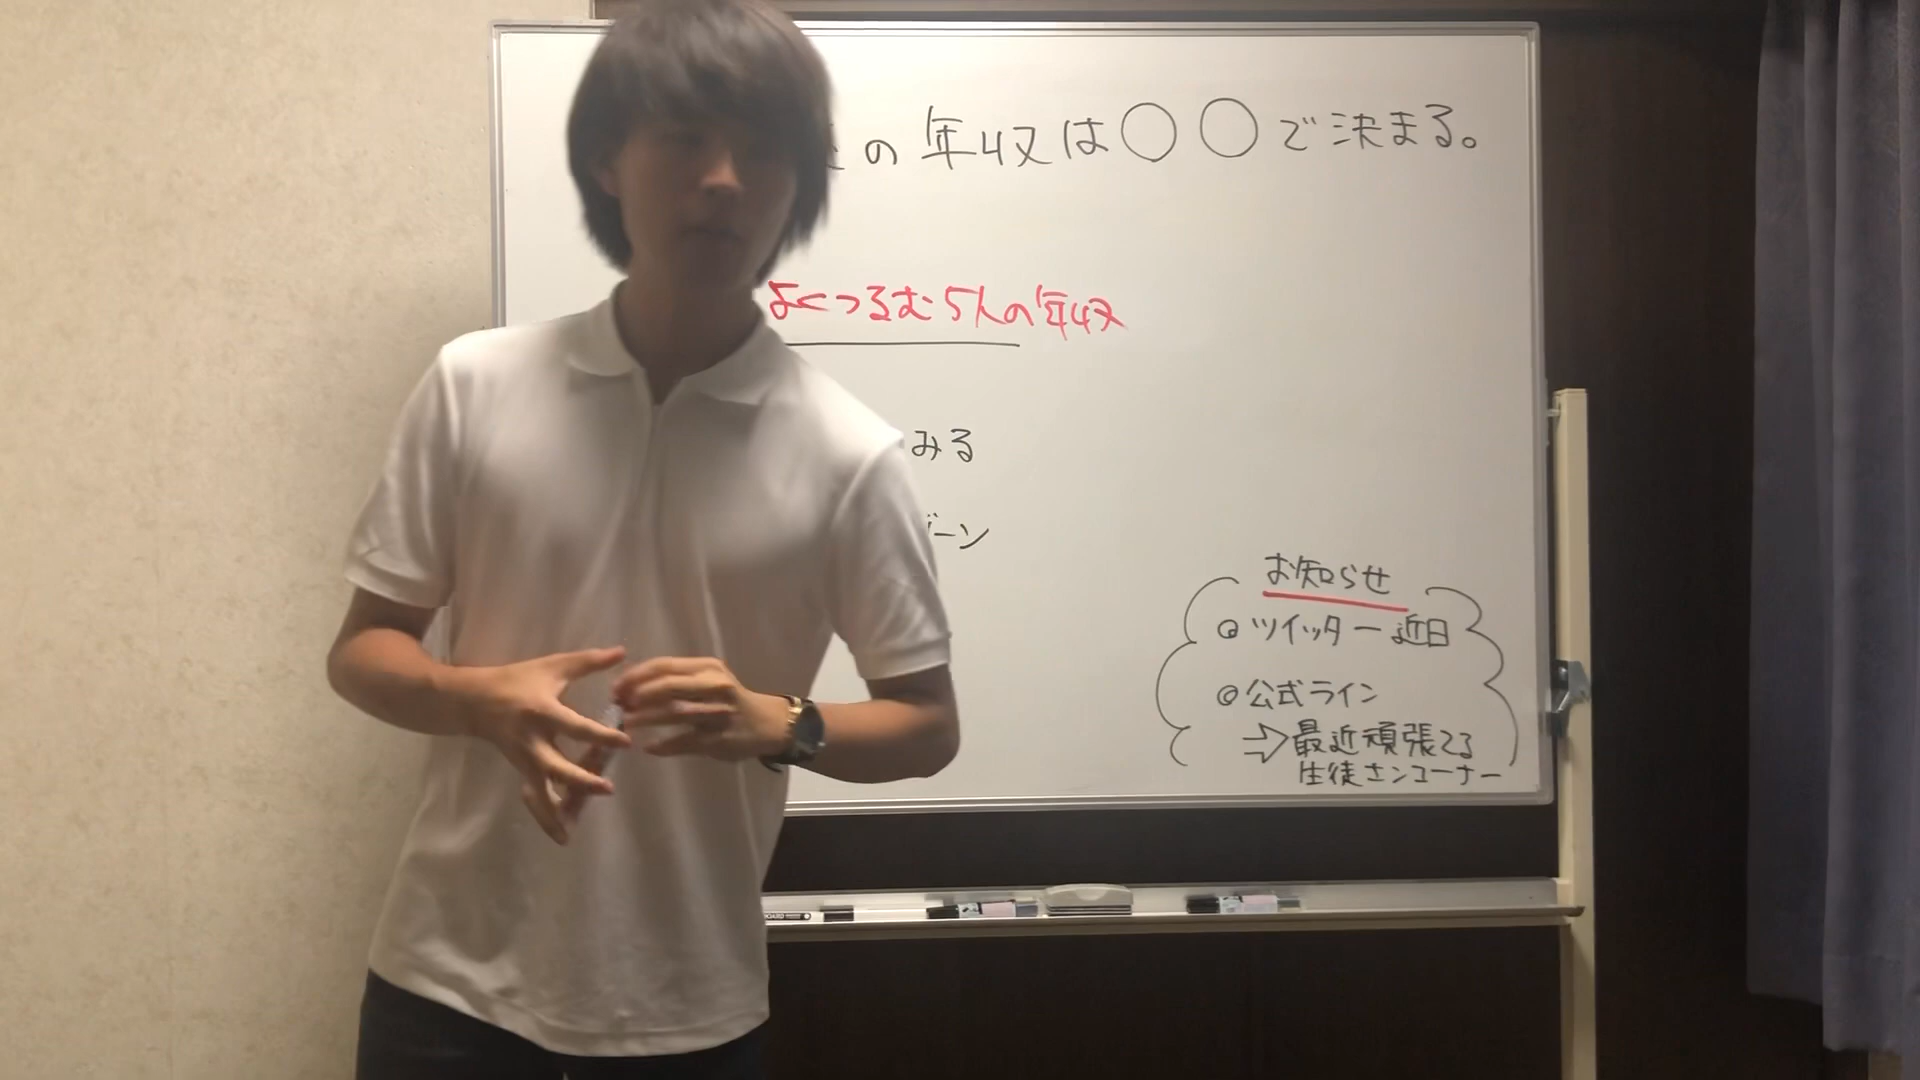 の年収は〇〇で決まる。
よくつるむ5人の年収
みる
ーン
お知らせ
◎ツイッター近日
◎公式ライン
⇒最近頑張てる
生徒さンコーナー